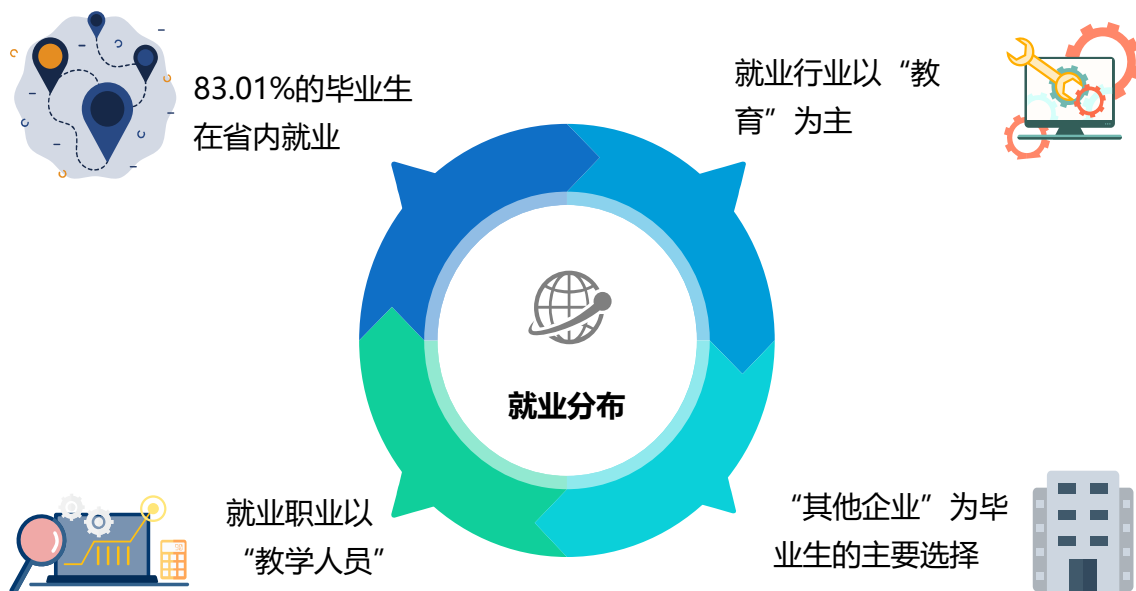 83.01%的毕业生
在省内就业
就业行业以“教
育”为主
就业分布
就业职业以
“教学人员”
“其他企业”为毕
业生的主要选择